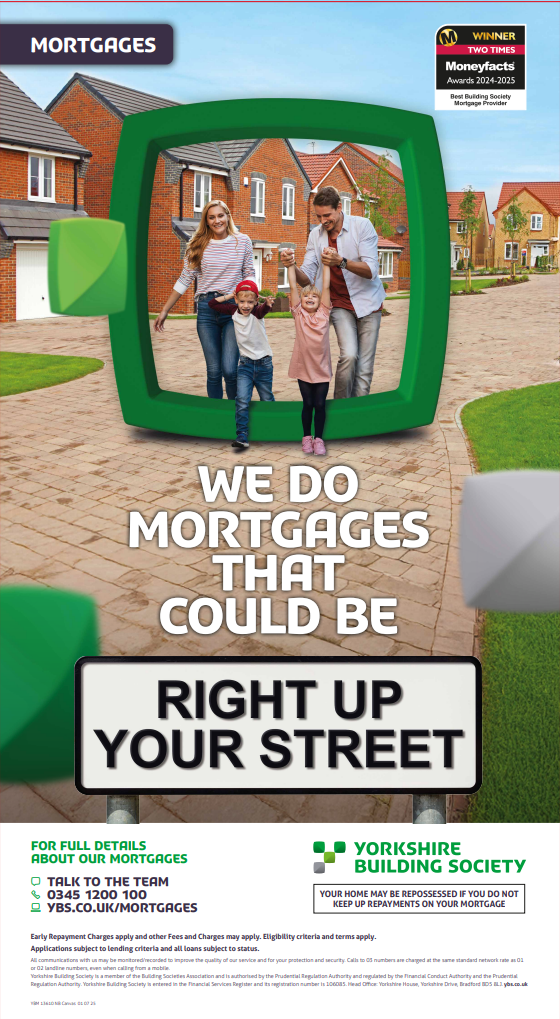 MORTGAGES
WINNER
TWO TIMES
Moneyfacts
Awards 2024-2025
Best Building Society
Mortgage Provider
WE DO
MORTGAGES
THAT
COULD BE
RIGHT UP
YOUR STREET
FOR FULL DETAILS
ABOUT OUR MORTGAGES
TALK TO THE TEAM
0345 1200 100
YBS.CO.UK/MORTGAGES
YORKSHIRE
BUILDING SOCIETY
YOUR HOME MAY BE REPOSSESSED IF YOU DO NOT
KEEP UP REPAYMENTS ON YOUR MORTGAGE
Early Repayment Charges apply and other Fees and Charges may apply. Eligibility criteria and terms apply.
Applications subject to lending criteria and all loans subject to status.
All communications with us may be monitored/recorded to improve the quality of our service and for your protection and security. Calls to 03 numbers are charged at the same standard network rate as 01
or 02 landline numbers, even when calling from a mobile.
Yorkshire Building Society is a member of the Building Societies Association and is authorised by the Prudential Regulation Authority and regulated by the Financial Conduct Authority and the Prudential
Regulation Authority. Yorkshire Building Society is entered in the Financial Services Register and its registration number is 106085. Head Office: Yorkshire House, Yorkshire Drive, Bradford BD5 8LJ. ybs.co.uk